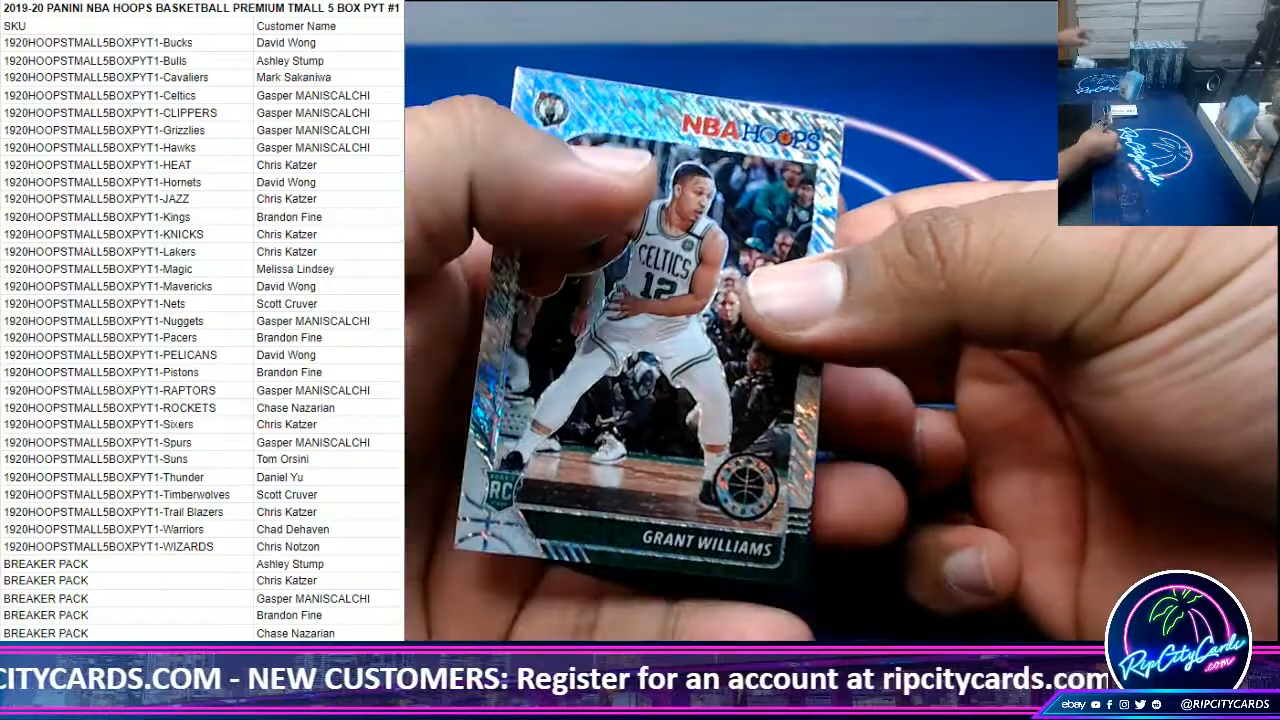 2019-20 PANINI NBA HOOPS BASKETBALL PREMIUM TMALL 5 BOX PYT #1
SKU Customer Name
1920HOOPSTMALL5BOXPYT1-Bucks David Wong
1920HOOPSTMALL5BOXPYT1-Bulls Ashley Stump
1920HOOPSTMALL5BOXPYT1-Cavaliers Mark Sakaniwa
1920HOOPSTMALL5BOXPYT1-Celtics Gasper MANISCALCHI
1920HOOPSTMALL5BOXPYT1-CLIPPERS Gasper MANISCALCHI
1920HOOPSTMALL5BOXPYT1-Grizzlies Gasper MANISCALCHI
1920HOOPSTMALL5BOXPYT1-Hawks Gasper MANISCALCHI
1920HOOPSTMALL5BOXPYT1-HEAT Chris Katzer
1920HOOPSTMALL5BOXPYT1-Hornets David Wong
1920HOOPSTMALL5BOXPYT1-JAZZ Chris Katzer
1920HOOPSTMALL5BOXPYT1-Kings Brandon Fine
1920HOOPSTMALL5BOXPYT1-KNICKS Chris Katzer
1920HOOPSTMALL5BOXPYT1-Lakers Chris Katzer
1920HOOPSTMALL5BOXPYT1-Magic Melissa Lindsey
1920HOOPSTMALL5BOXPYT1-Mavericks David Wong
1920HOOPSTMALL5BOXPYT1-Nets Scott Cruver
1920HOOPSTMALL5BOXPYT1-Nuggets Gasper MANISCALCHI
1920HOOPSTMALL5BOXPYT1-Pacers Brandon Fine
1920HOOPSTMALL5BOXPYT1-PELICANS David Wong
1920HOOPSTMALL5BOXPYT1-Pistons Brandon Fine
1920HOOPSTMALL5BOXPYT1-RAPTORS Gasper MANISCALCHI
1920HOOPSTMALL5BOXPYT1-ROCKETS Chase Nazarian
1920HOOPSTMALL5BOXPYT1-Sixers Chris Katzer
1920HOOPSTMALL5BOXPYT1-Spurs Gasper MANISCALCHI
1920HOOPSTMALL5BOXPYT1-Suns Tom Orsini
1920HOOPSTMALL5BOXPYT1-Thunder Daniel Yu
1920HOOPSTMALL5BOXPYT1-Timberwolves Scott Cruver
1920HOOPSTMALL5BOXPYT1-Trail Blazers Chris Katzer
1920HOOPSTMALL5BOXPYT1-Warriors Chad Dehaven
1920HOOPSTMALL5BOXPYT1-WIZARDS Chris Notzon
BREAKER PACK Ashley Stump
BREAKER PACK Chris Katzer
BREAKER PACK Gasper MANISCALCHI
BREAKER PACK Brandon Fine
BREAKER PACK Chase Nazarian
NBA HOOPS
CELTICS
12
RC
GRANT WILLIAMS
RipCityCards
.com
CITYCARDS.COM - NEW CUSTOMERS: Register for an account at ripcitycards.com
ebay @RIPCITYCARDS